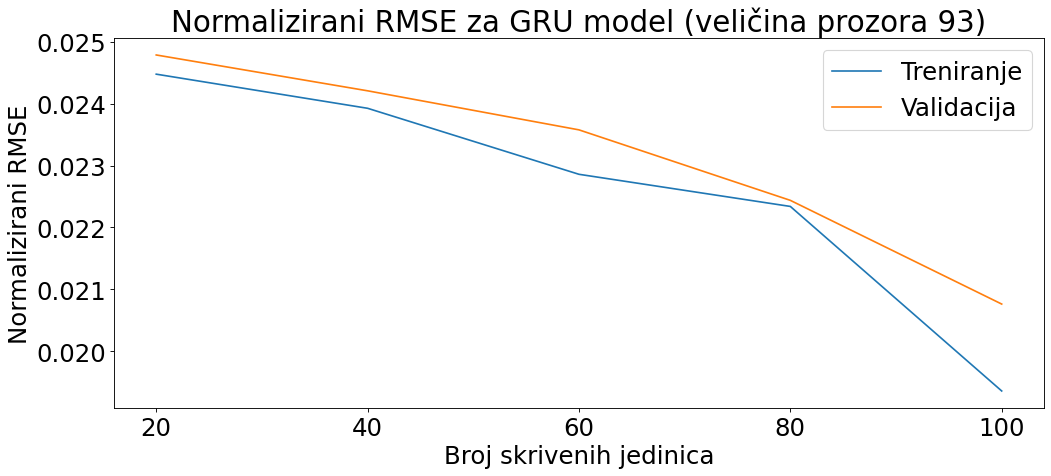 Normalizirani RMSE za GRU model (veličina prozora 93)
Normalizirani RMSE
0.025
0.024
0.023
0.022
0.021
0.020
Treniranje
Validacija
20 40 60 80 100
Broj skrivenih jedinica